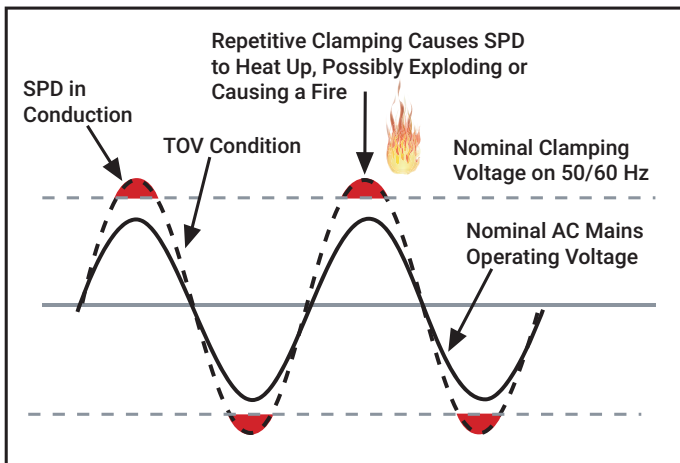 Repetitive Clamping Causes SPD
to Heat Up, Possibly Exploding or
Causing a Fire
SPD in
Conduction
TOV Condition
Nominal Clamping
Voltage on 50/60 Hz
Nominal AC Mains
Operating Voltage